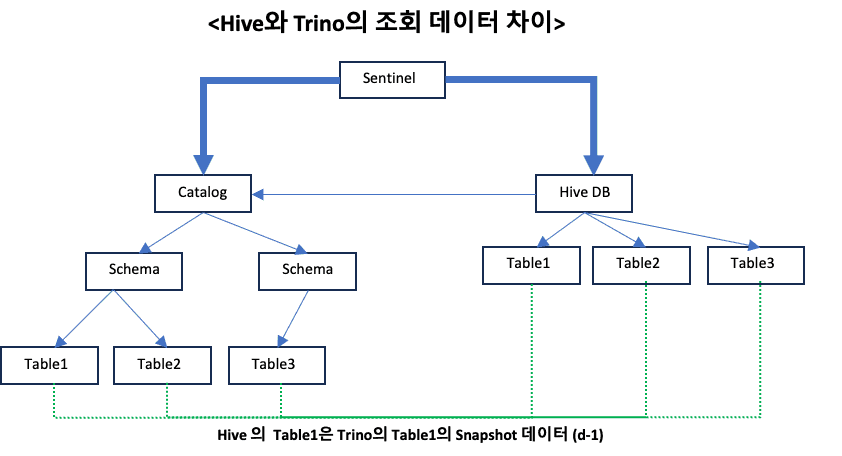 <Hive와 Trino의 조회 데이터 차이>
Sentinel
Catalog
Hive DB
Schema
Schema
Table1
Table2
Table3
Table1
Table2
Table3
Hive 의 Table1은 Trino의 Table1의 Snapshot 데이터 (d-1)